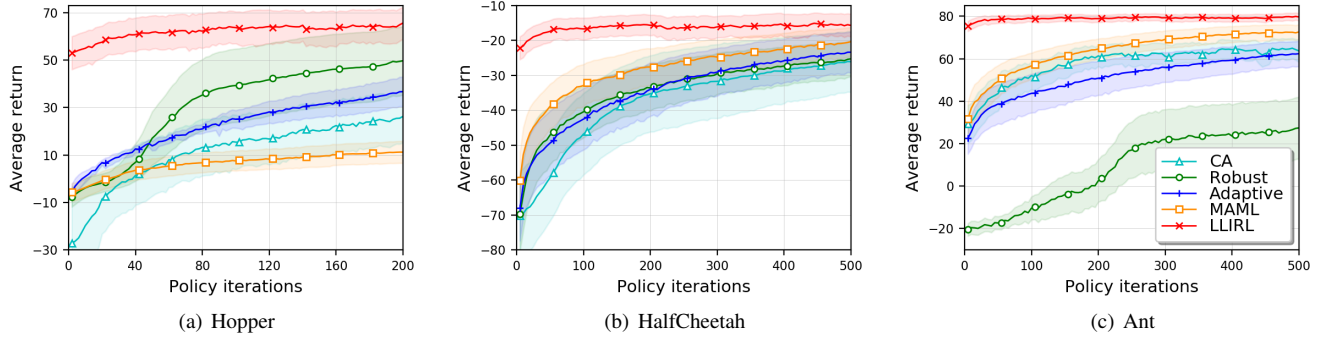 70
50
30
10
−10
−30
Average return
0 40 80 120 160 200
Policy iterations
(a) Hopper
−10
−20
−30
−40
−50
−60
−70
−80
Average return
0 100 200 300 400 500
Policy iterations
(b) HalfCheetah
80
60
40
20
0
−20
Average return
0 100 200 300 400 500
Policy iterations
CA
Robust
Adaptive
MAML
LLIRL
(c) Ant